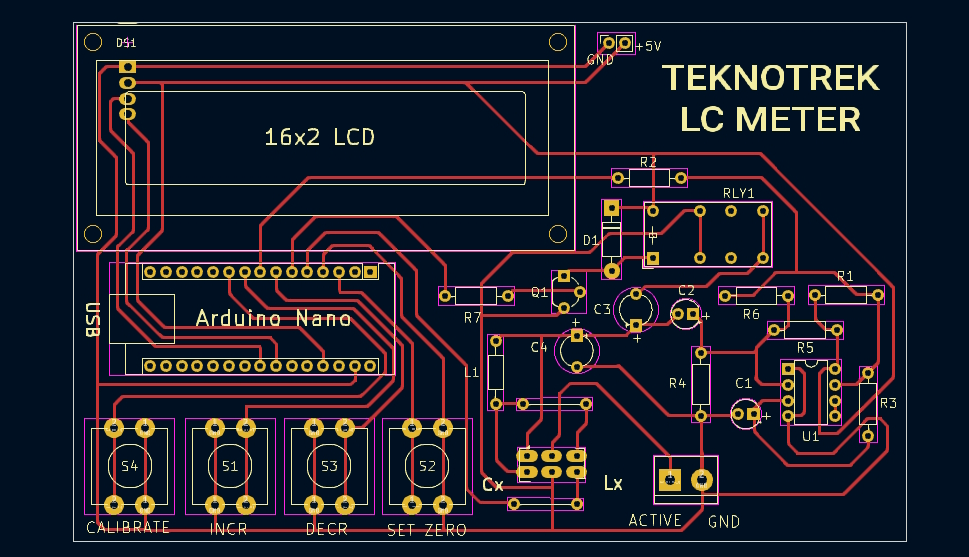 DS1
+5V
GND
TEKNOTREK
LC METER
16x2 LCD
R2
RLY1
D1
Q1
R7
C3
C2
R6
R1
R5
USB
Arduino Nano
C4
L1
R4
C1
R3
U1
S4
S1
S3
S2
Cx
Lx
CALIBRATE
INCR
DECR
SET ZERO
ACTIVE
GND